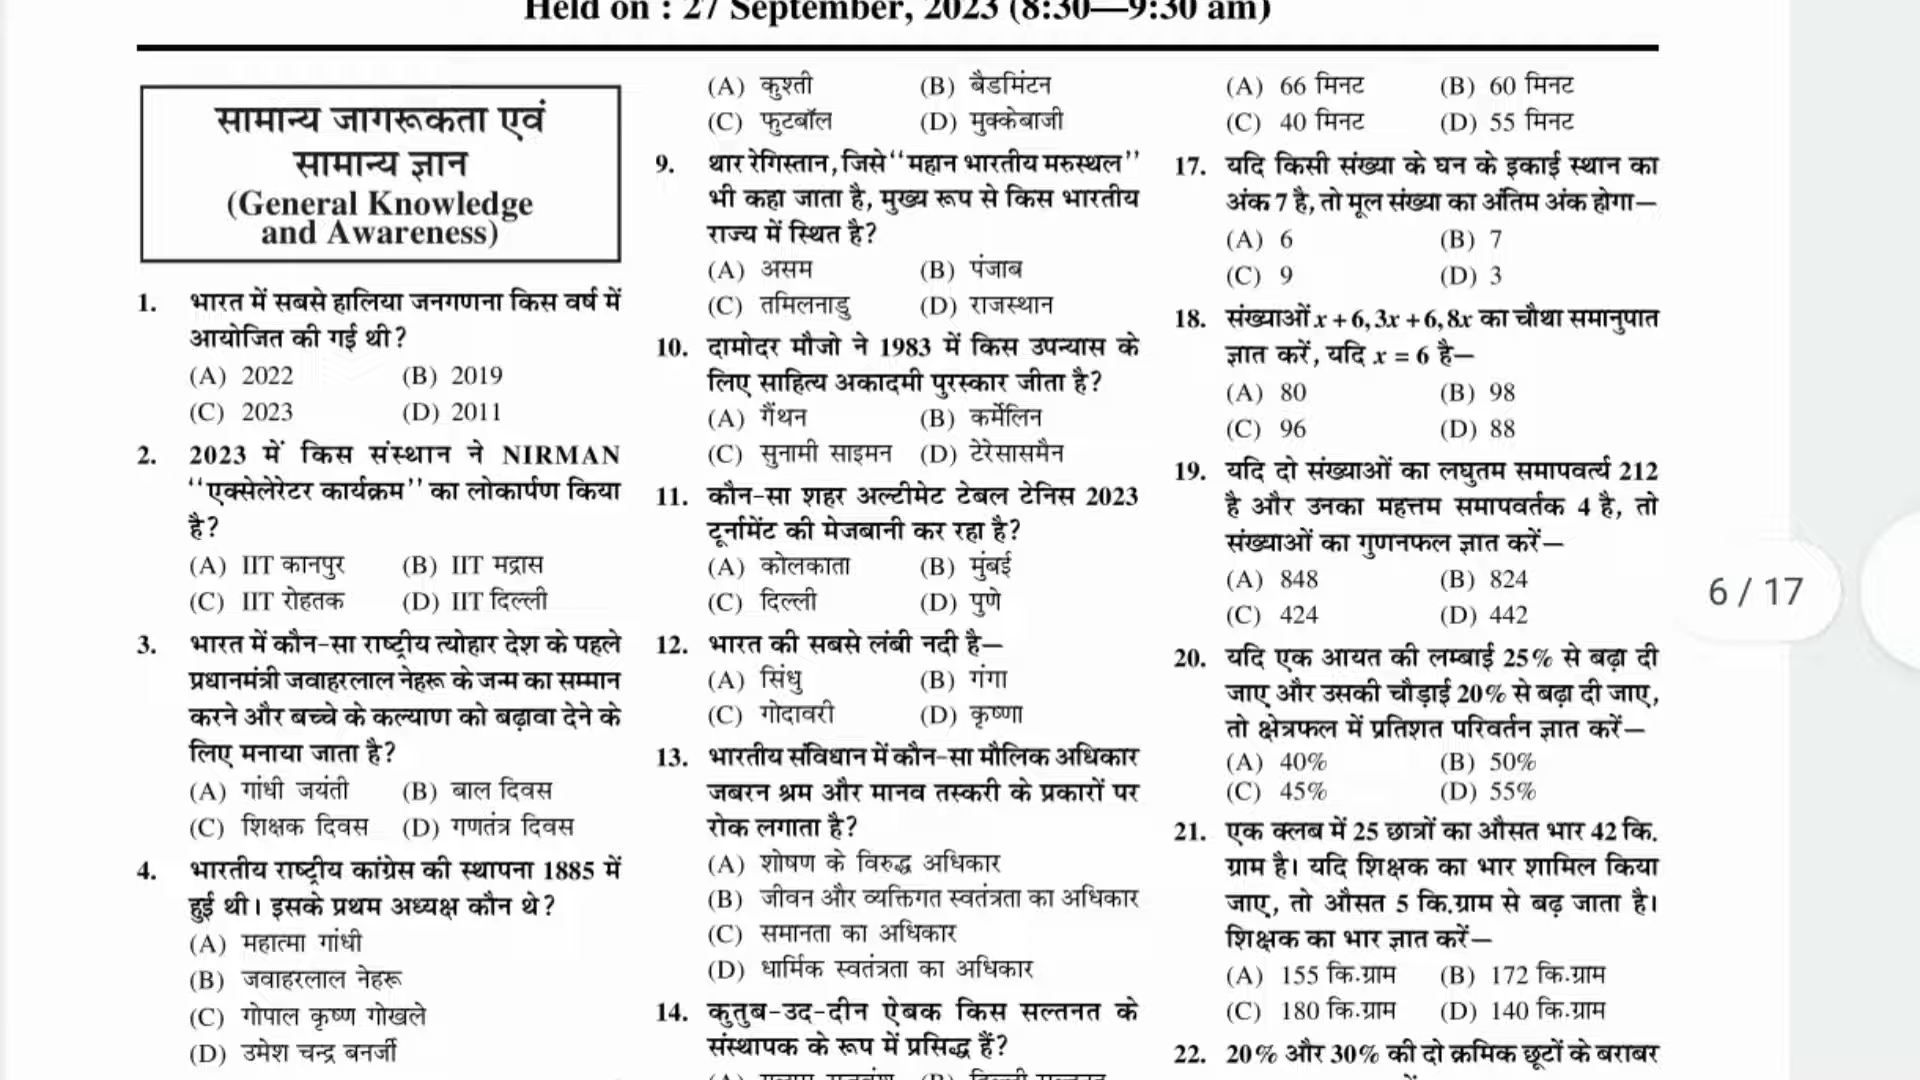 Held on : 27 September, 2023 (8:30—9:30 am)
सामान्य जागरूकता एवं
सामान्य ज्ञान
(General Knowledge
and Awareness)
1. भारत में सबसे हालिया जनगणना किस वर्ष में
आयोजित की गई थी?
(A) 2022 (B) 2019
(C) 2023 (D) 2011
2. 2023 में किस संस्थान ने NIRMAN
‘‘एक्सेलेरेटर कार्यक्रम’’ का लोकार्पण किया
है?
(A) IIT कानपुर (B) IIT मद्रास
(C) IIT रोहतक (D) IIT दिल्ली
3. भारत में कौन-सा राष्ट्रीय त्योहार देश के पहले
प्रधानमंत्री जवाहरलाल नेहरू के जन्म का सम्मान
करने और बच्चे के कल्याण को बढ़ावा देने के
लिए मनाया जाता है?
(A) गांधी जयंती (B) बाल दिवस
(C) शिक्षक दिवस (D) गणतंत्र दिवस
4. भारतीय राष्ट्रीय कांग्रेस की स्थापना 1885 में
हुई थी। इसके प्रथम अध्यक्ष कौन थे?
(A) महात्मा गांधी
(B) जवाहरलाल नेहरू
(C) गोपाल कृष्ण गोखले
(D) उमेश चन्द्र बनर्जी
(A) कुश्ती (B) बैडमिंटन
(C) फुटबॉल (D) मुक्केबाजी
9. थार रेगिस्तान, जिसे ‘‘महान भारतीय मरुस्थल’’
भी कहा जाता है, मुख्य रूप से किस भारतीय
राज्य में स्थित है?
(A) असम (B) पंजाब
(C) तमिलनाडु (D) राजस्थान
10. दामोदर मौजो ने 1983 में किस उपन्यास के
लिए साहित्य अकादमी पुरस्कार जीता है?
(A) गैंथन (B) कर्मेलिन
(C) सुनामी साइमन (D) टेरेसासमैन
11. कौन-सा शहर अल्टीमेट टेबल टेनिस 2023
टूर्नामेंट की मेजबानी कर रहा है?
(A) कोलकाता (B) मुंबई
(C) दिल्ली (D) पुणे
12. भारत की सबसे लंबी नदी है—
(A) सिंधु (B) गंगा
(C) गोदावरी (D) कृष्णा
13. भारतीय संविधान में कौन-सा मौलिक अधिकार
जबरन श्रम और मानव तस्करी के प्रकारों पर
रोक लगाता है?
(A) शोषण के विरुद्ध अधिकार
(B) जीवन और व्यक्तिगत स्वतंत्रता का अधिकार
(C) समानता का अधिकार
(D) धार्मिक स्वतंत्रता का अधिकार
14. कुतुब-उद-दीन ऐबक किस सल्तनत के
संस्थापक के रूप में प्रसिद्ध हैं?
(A) 66 मिनट (B) 60 मिनट
(C) 40 मिनट (D) 55 मिनट
17. यदि किसी संख्या के घन के इकाई स्थान का
अंक 7 है, तो मूल संख्या का अंतिम अंक होगा—
(A) 6 (B) 7
(C) 9 (D) 3
18. संख्याओं x + 6, 3x + 6, 8x का चौथा समानुपात
ज्ञात करें, यदि x = 6 है—
(A) 80 (B) 98
(C) 96 (D) 88
19. यदि दो संख्याओं का लघुतम समापवर्त्य 212
है और उनका महत्तम समापवर्तक 4 है, तो
संख्याओं का गुणनफल ज्ञात करें—
(A) 848 (B) 824
(C) 424 (D) 442
20. यदि एक आयत की लम्बाई 25% से बढ़ा दी
जाए और उसकी चौड़ाई 20% से बढ़ा दी जाए,
तो क्षेत्रफल में प्रतिशत परिवर्तन ज्ञात करें—
(A) 40% (B) 50%
(C) 45% (D) 55%
21. एक क्लब में 25 छात्रों का औसत भार 42 कि.
ग्राम है। यदि शिक्षक का भार शामिल किया
जाए, तो औसत 5 कि.ग्राम से बढ़ जाता है।
शिक्षक का भार ज्ञात करें—
(A) 155 कि.ग्राम (B) 172 कि.ग्राम
(C) 180 कि.ग्राम (D) 140 कि.ग्राम
22. 20% और 30% की दो क्रमिक छूटों के बराबर
6 / 17